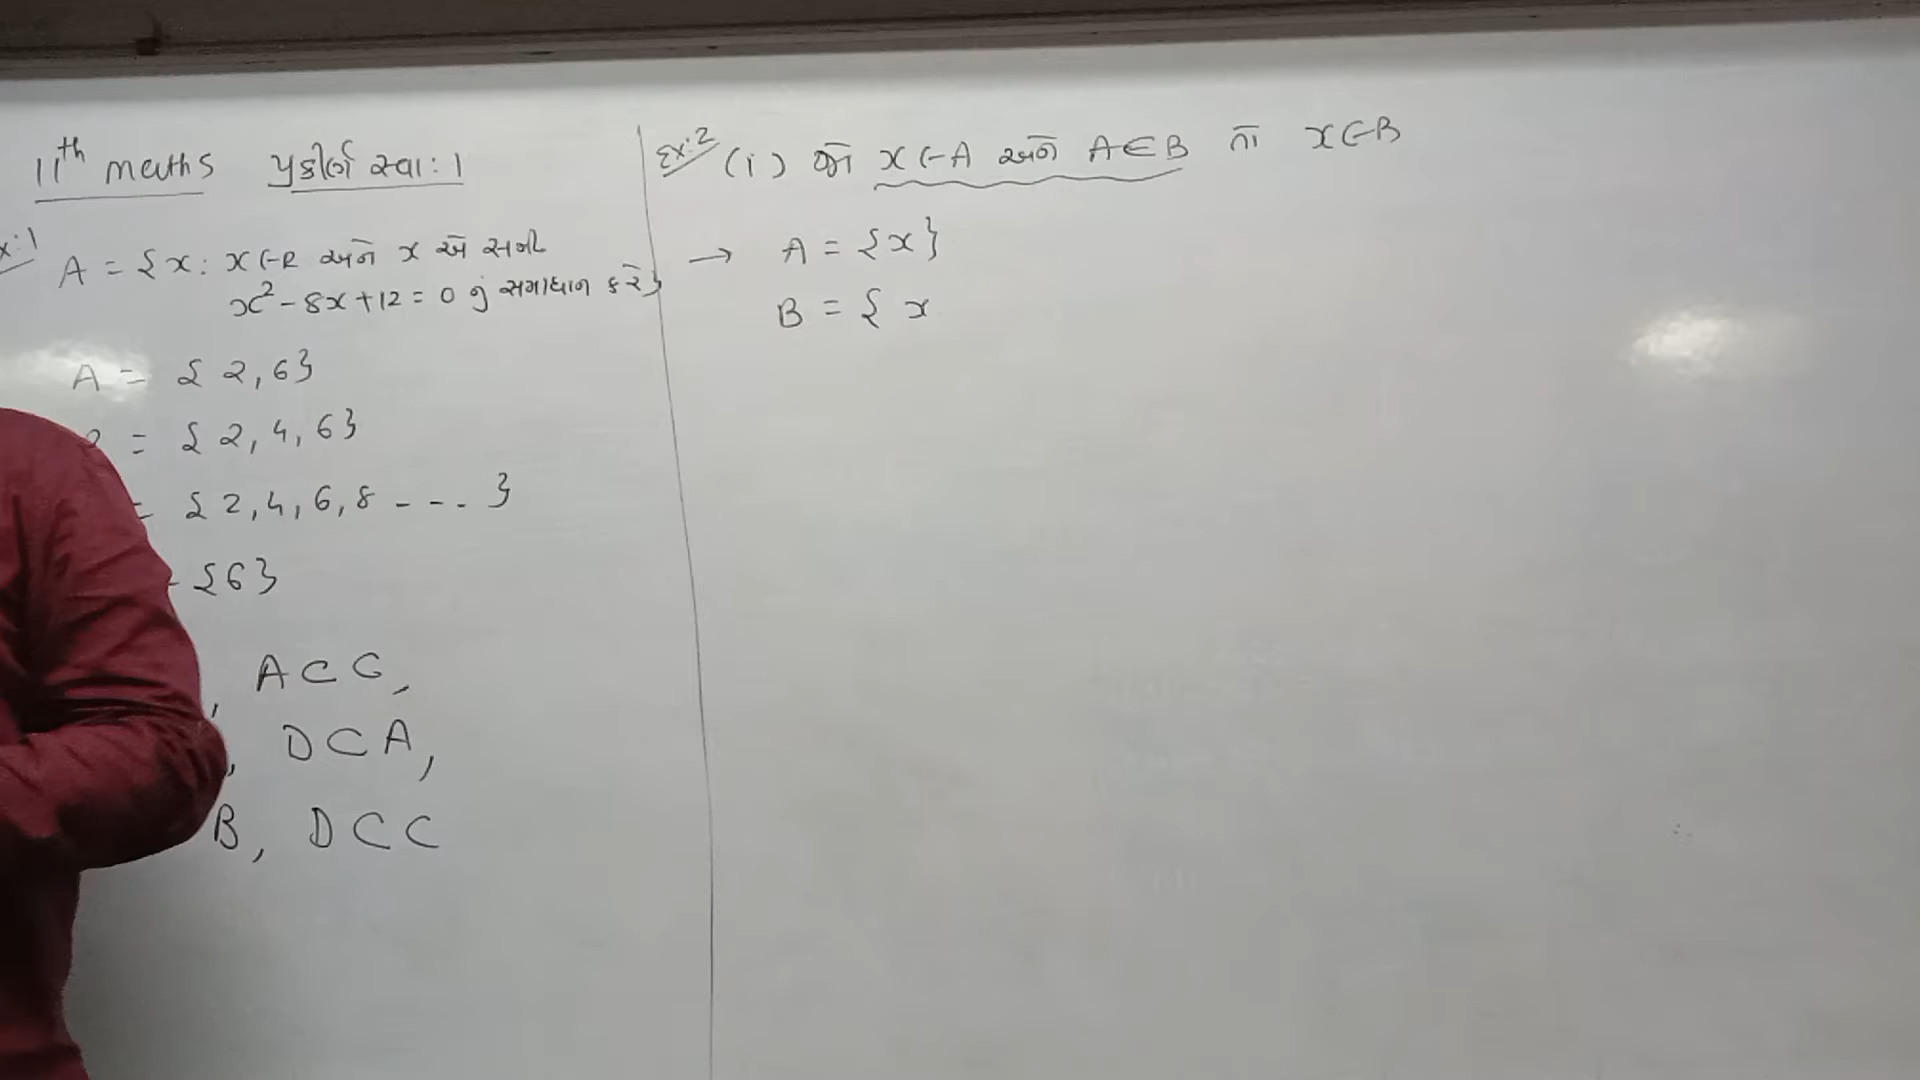 11th maths પ્રકીર્ણ સ્વા: 1
A = {x: x ∈ R અને x એ સમી
x² - 8x + 12 = 0 નું સમાધાન કરે}
A = {2, 6}
= {2, 4, 6}
= {2, 4, 6, 8 - - - }
{6}
, A ⊂ C,
, D ⊂ A,
B, D ⊂ C
Ex:2 (i) જો x ∈ A અને A ∈ B તો x ∈ B
→ A = {x}
B = { x